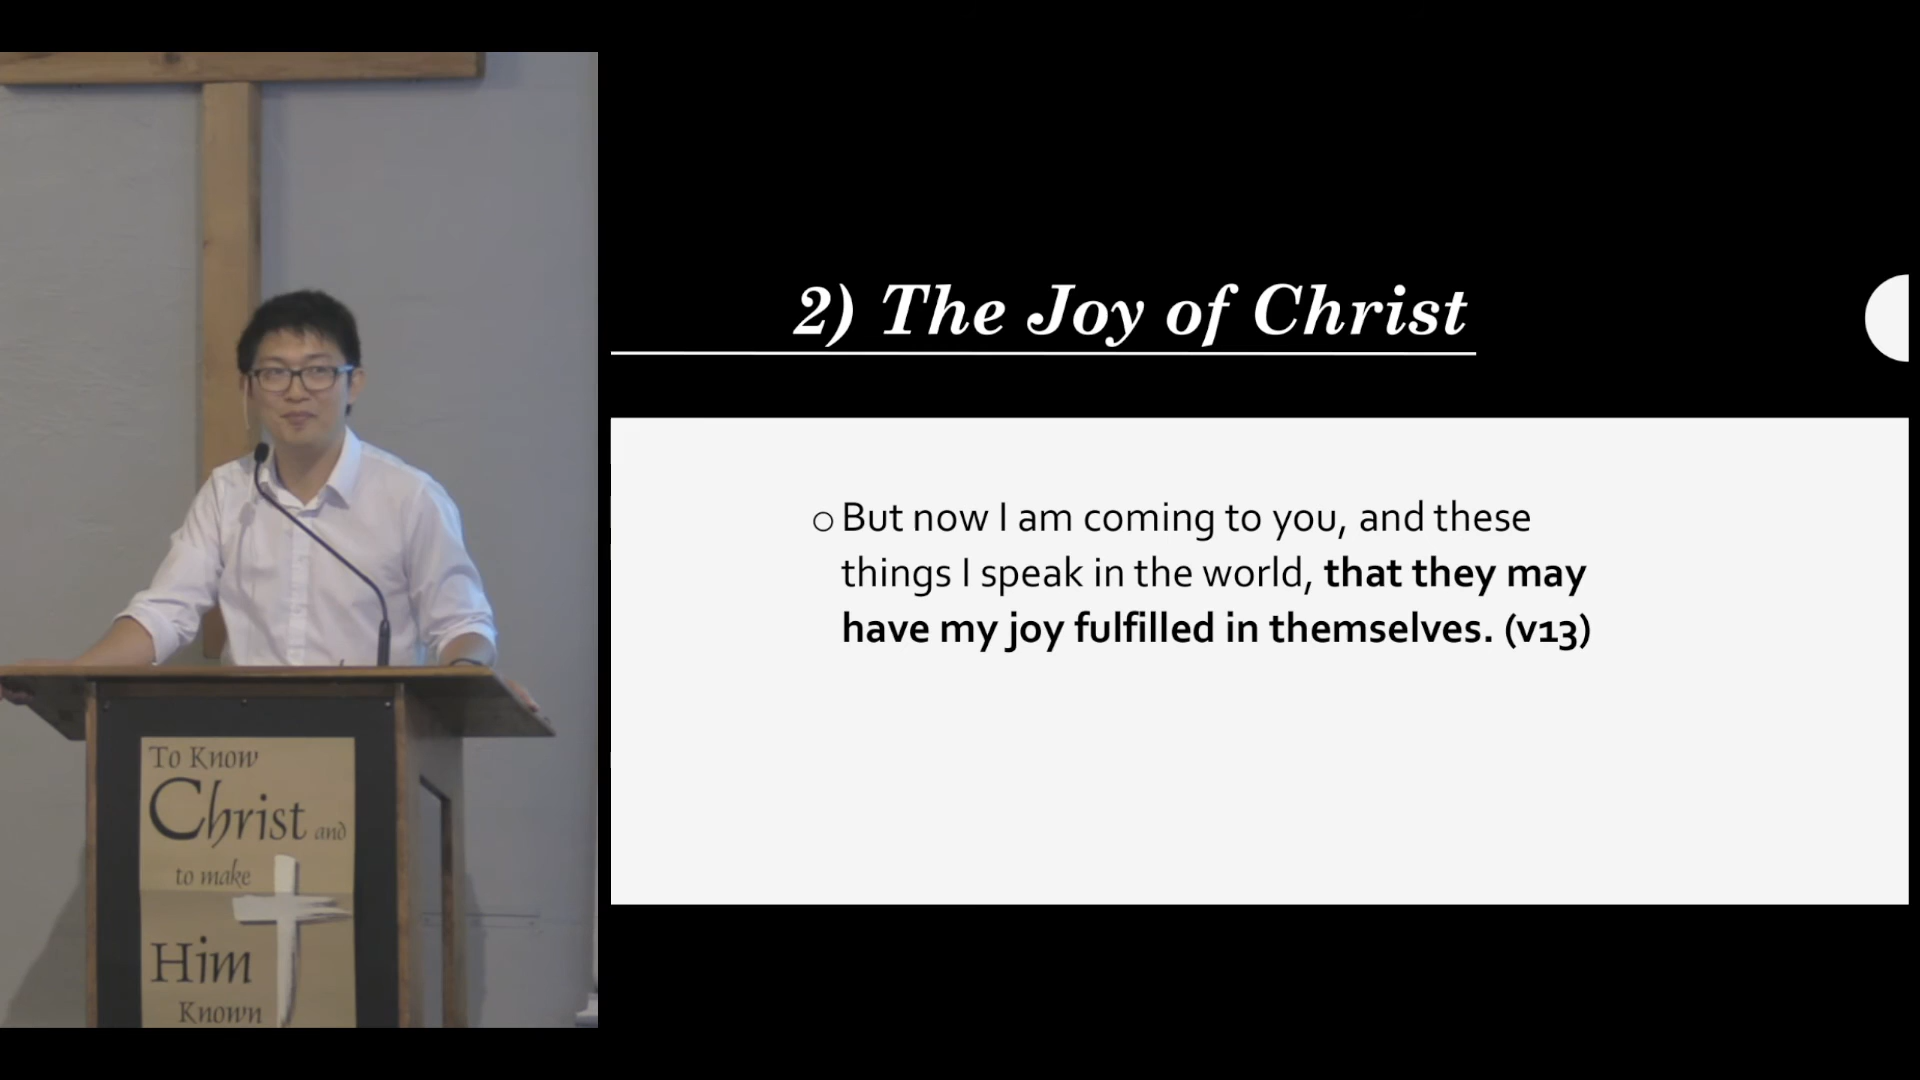 2) The Joy of Christ
o But now I am coming to you, and these
things I speak in the world, that they may
have my joy fulfilled in themselves. (v13)
To Know
Christ and
to make
Him
Known